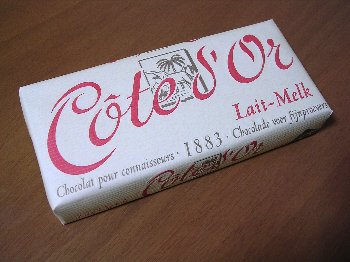 Côte d'Or
Lait-Melk
Chocolat pour connaisseurs · 1883 · Chocolade voor fijnproevers
Côte d'Or